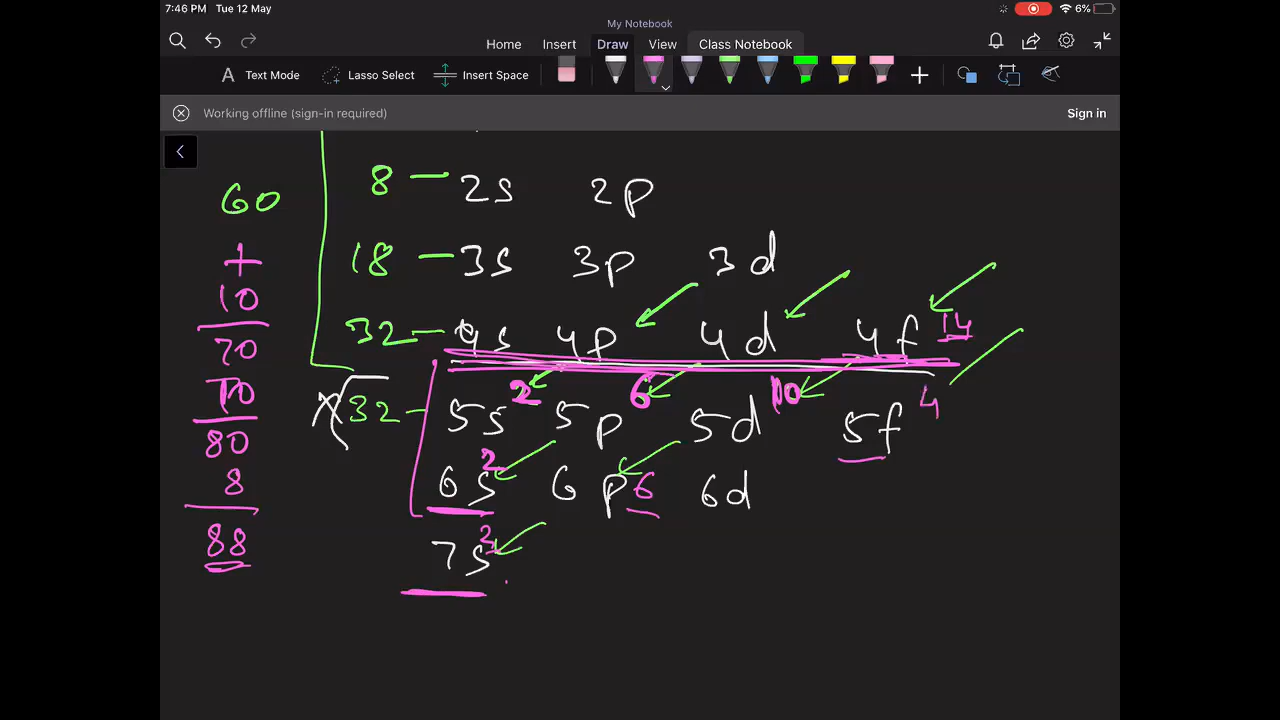 7:46 PM Tue 12 May
6%
My Notebook
Home Insert Draw View Class Notebook
A Text Mode Lasso Select Insert Space
Working offline (sign-in required) Sign in
8 — 2s 2p
60
18 — 3s 3p 3d
+
10
32 — 4s 4p 4d 4f 14
70
10
2 6 10 4
32 - 5s 5p 5d 5f
80
2
8 6s 6p 6 6d
88
2
7s